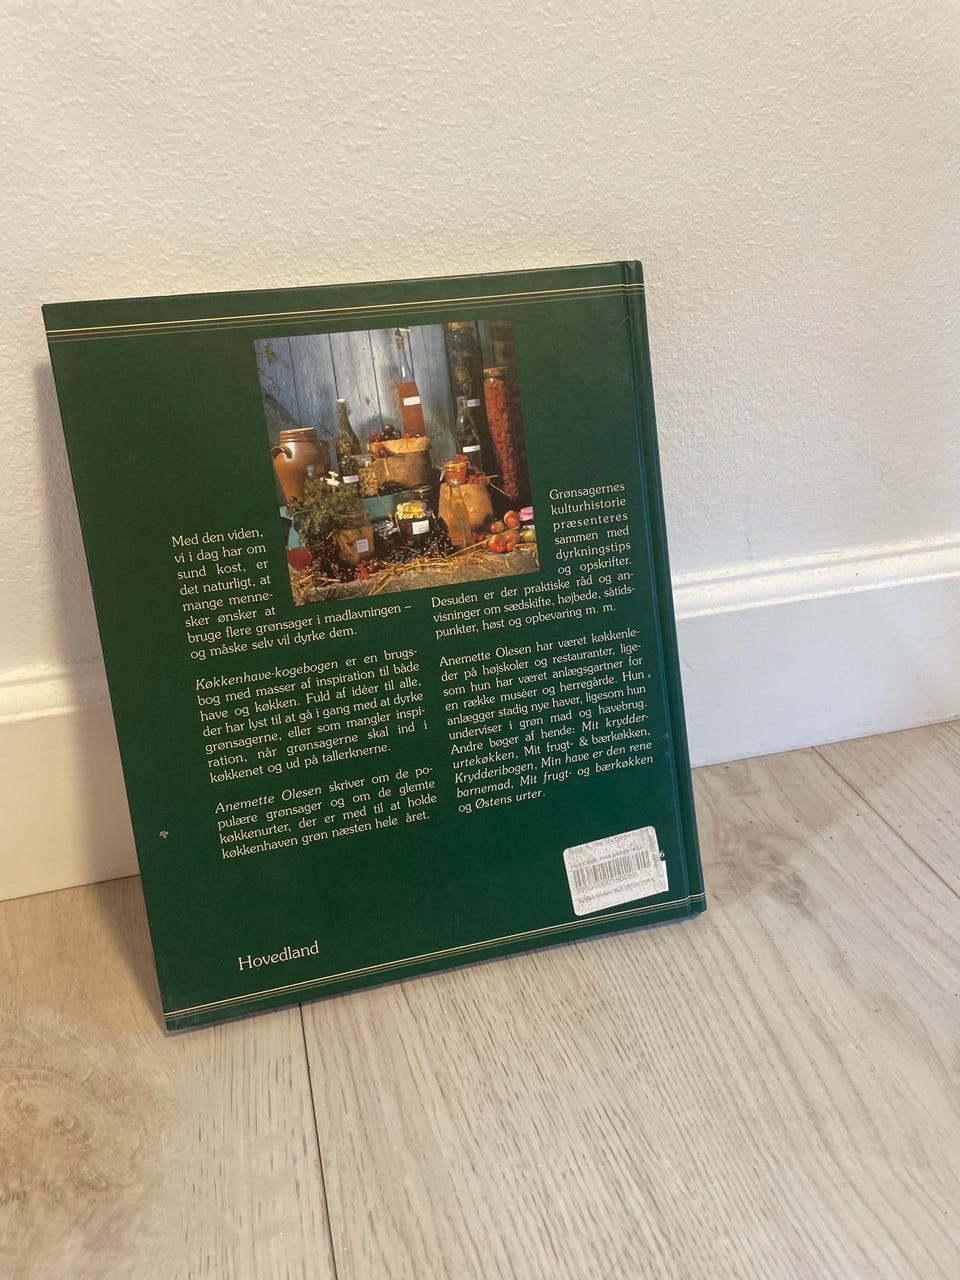 Med den viden,
vi i dag har om
sund kost, er
det naturligt, at
mange menne-
sker ønsker at
bruge flere grønsager i madlavningen –
og måske selv vil dyrke dem.
Køkkenhave-kogebogen er en brugs-
bog med masser af inspiration til både
have og køkken. Fuld af idéer til alle,
der har lyst til at gå i gang med at dyrke
grønsagerne, eller som mangler inspi-
ration, når grønsagerne skal ind i
køkkenet og ud på tallerknerne.
Anemette Olesen skriver om de po-
pulære grønsager og om de glemte
køkkenurter, der er med til at holde
køkkenhaven grøn næsten hele året.
Grønsagernes
kulturhistorie
præsenteres
sammen med
dyrkningstips
og opskrifter.
Desuden er der praktiske råd og an-
visninger om sædskifte, højbede, såtids-
punkter, høst og opbevaring m. m.
Anemette Olesen har været køkkenle-
der på højskoler og restauranter, lige-
som hun har været anlægsgartner for
en række muséer og herregårde. Hun
anlægger stadig nye haver, ligesom hun
underviser i grøn mad og havebrug.
Andre bøger af hende: Mit krydder-
urtekøkken, Mit frugt- & bærkøkken,
Krydderibogen, Min have er den rene
barnemad, Mit frugt- og bærkøkken
og Østens urter.
Hovedland